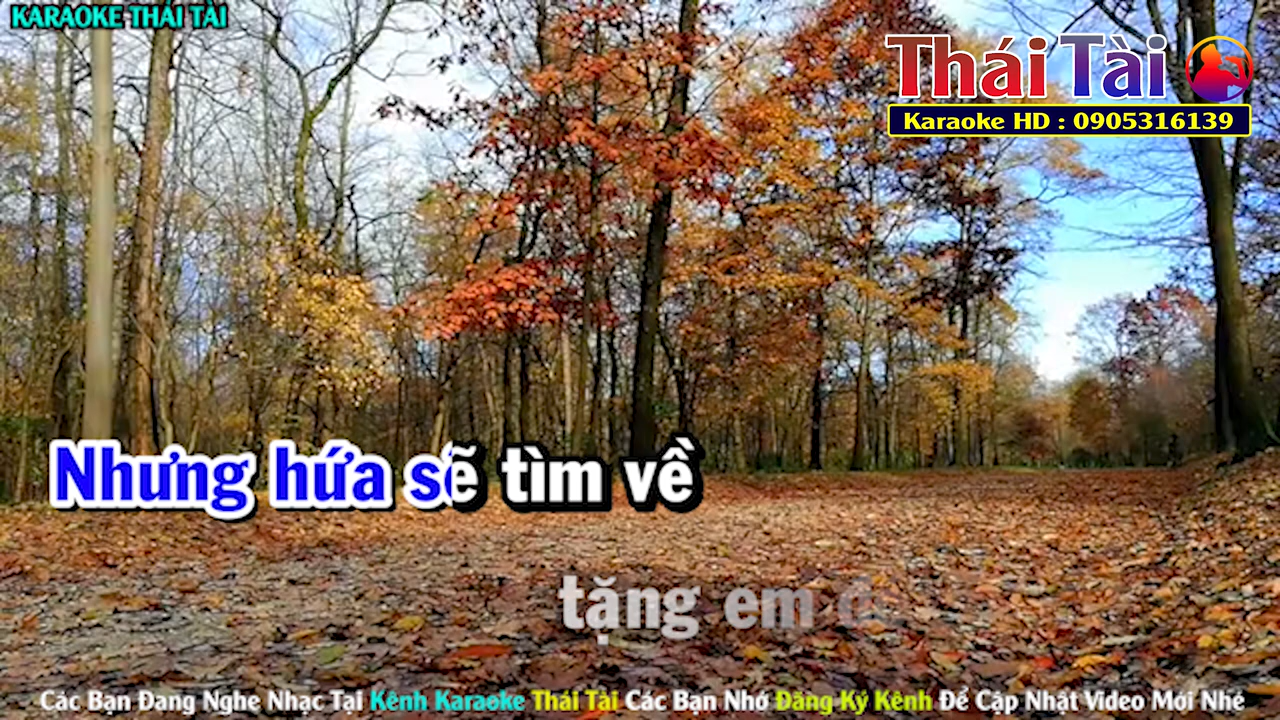 KARAOKE THÁI TÀI
Thái Tài
Karaoke HD : 0905316139
Nhưng hứa sẽ tìm về
tặng em
Các Bạn Đang Nghe Nhạc Tại Kênh Karaoke Thái Tài Các Bạn Nhớ Đăng Ký Kênh Để Cập Nhật Video Mới Nhé